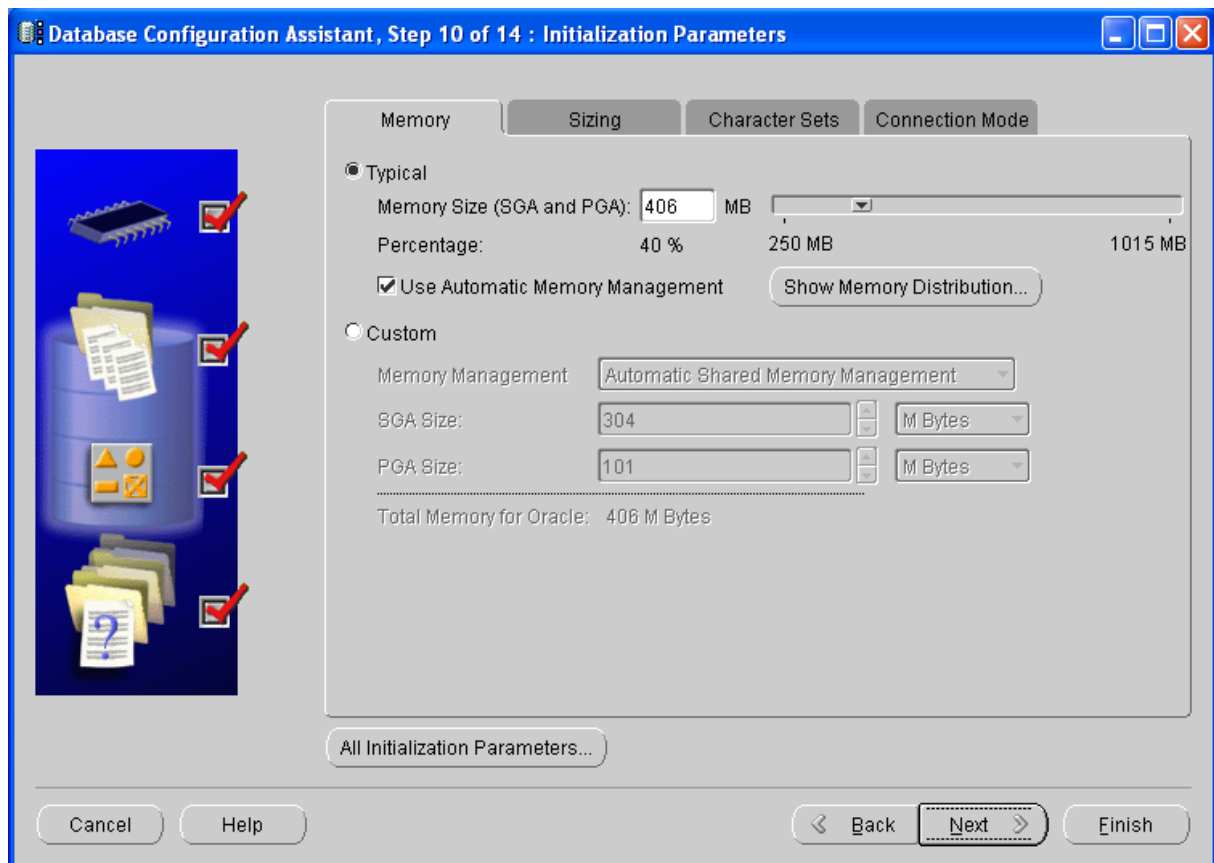 Database Configuration Assistant, Step 10 of 14 : Initialization Parameters
Memory Sizing Character Sets Connection Mode
Typical
Memory Size (SGA and PGA): 406 MB
Percentage: 40 % 250 MB 1015 MB
Use Automatic Memory Management Show Memory Distribution...
Custom
Memory Management Automatic Shared Memory Management
SGA Size: 304 M Bytes
PGA Size: 101 M Bytes
Total Memory for Oracle: 406 M Bytes
?
All Initialization Parameters...
Cancel Help Back Next Finish